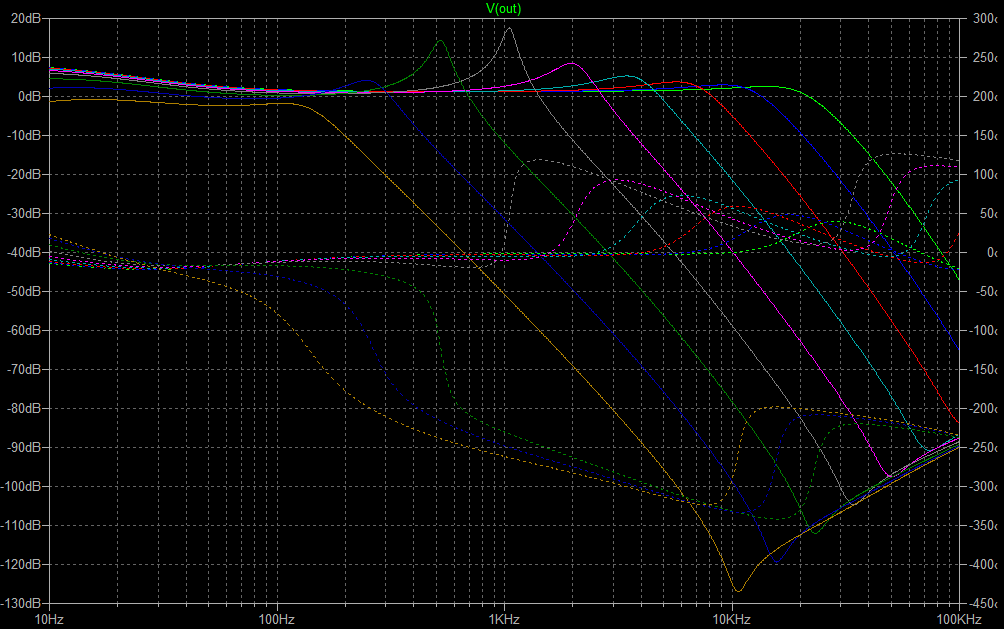 V(out)
20dB 300
10dB 250
0dB 200
-10dB 150
-20dB 100
-30dB 50
-40dB 0
-50dB -50
-60dB -100
-70dB -150
-80dB -200
-90dB -250
-100dB -300
-110dB -350
-120dB -400
-130dB -450
10Hz 100Hz 1KHz 10KHz 100KHz